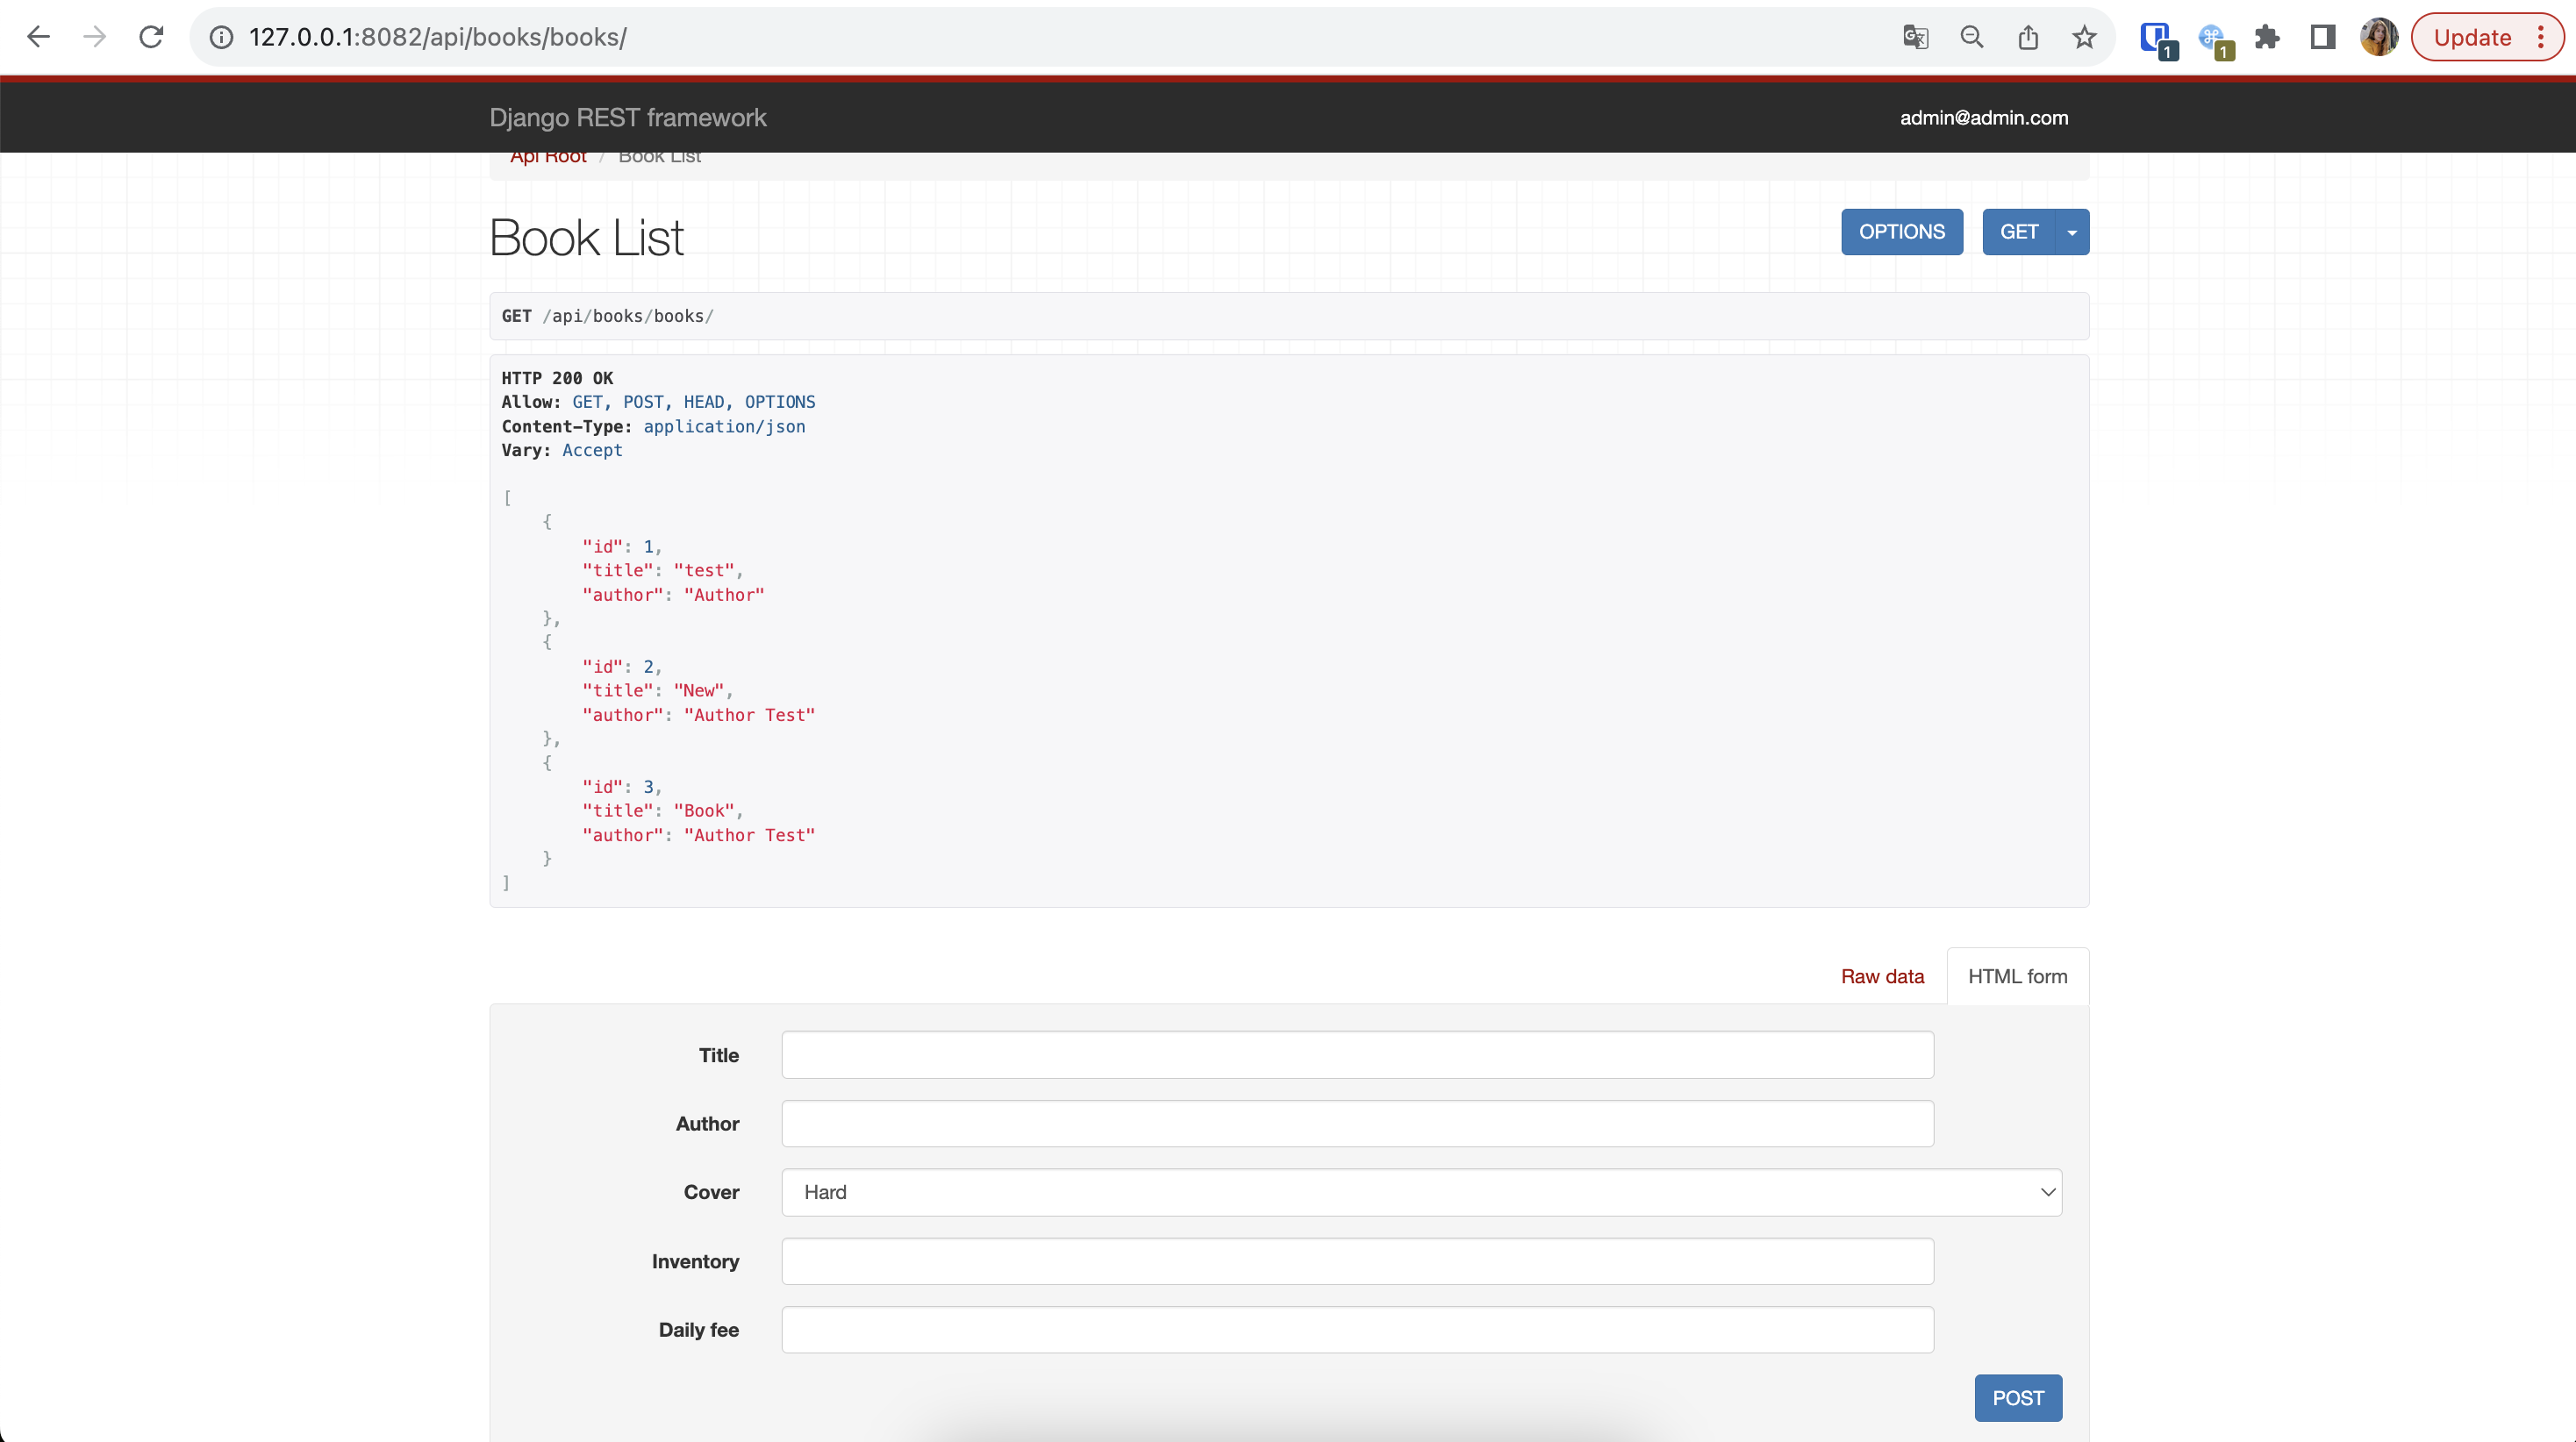 127.0.0.1:8082/api/books/books/
1
1
Update
Django REST framework
admin@admin.com
Api Root / Book List
Book List
OPTIONS
GET
GET /api/books/books/
HTTP 200 OK
Allow: GET, POST, HEAD, OPTIONS
Content-Type: application/json
Vary: Accept
[
{
"id": 1,
"title": "test",
"author": "Author"
},
{
"id": 2,
"title": "New",
"author": "Author Test"
},
{
"id": 3,
"title": "Book",
"author": "Author Test"
}
]
Raw data
HTML form
Title
Author
Cover
Hard
Inventory
Daily fee
POST